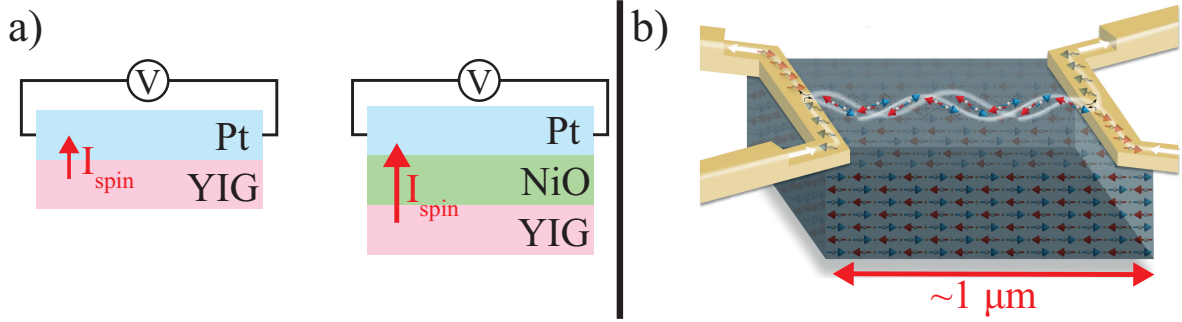 a)
V
Pt
I spin
YIG
V
Pt
NiO
I spin
YIG
b)
~1 μm